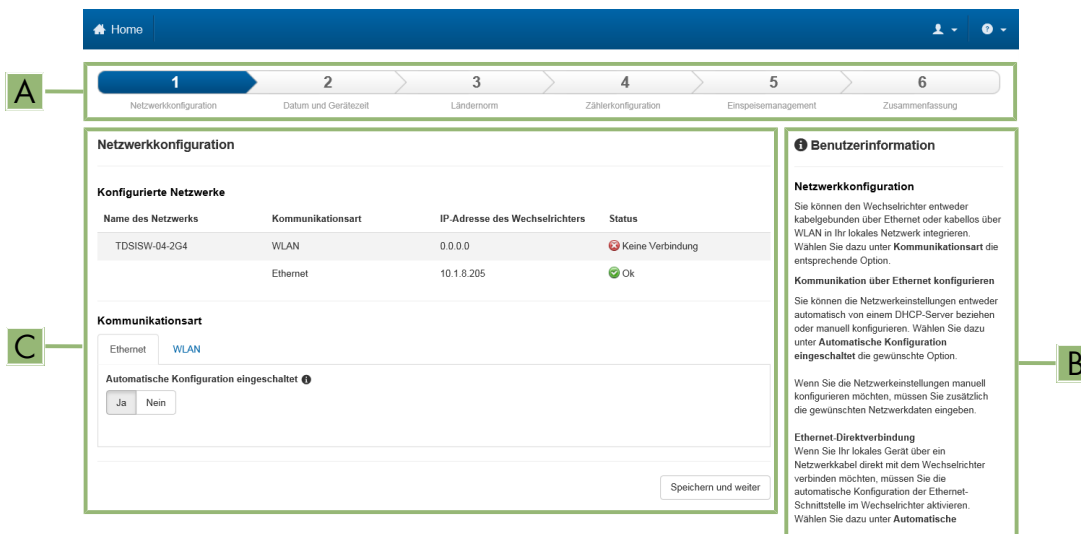 Home
A
1 2 3 4 5 6
Netzwerkkonfiguration Datum und Gerätezeit Ländernorm Zählerkonfiguration Einspeisemanagement Zusammenfassung
C
Netzwerkkonfiguration
Konfigurierte Netzwerke
Name des Netzwerks Kommunikationsart IP-Adresse des Wechselrichters Status
TDSISW-04-2G4 WLAN 0.0.0.0 Keine Verbindung
Ethernet 10.1.8.205 Ok
Kommunikationsart
Ethernet WLAN
Automatische Konfiguration eingeschaltet
Ja Nein
Speichern und weiter
B
Benutzerinformation
Netzwerkkonfiguration
Sie können den Wechselrichter entweder
kabelgebunden über Ethernet oder kabellos über
WLAN in Ihr lokales Netzwerk integrieren.
Wählen Sie dazu unter Kommunikationsart die
entsprechende Option.
Kommunikation über Ethernet konfigurieren
Sie können die Netzwerkeinstellungen entweder
automatisch von einem DHCP-Server beziehen
oder manuell konfigurieren. Wählen Sie dazu
unter Automatische Konfiguration
eingeschaltet die gewünschte Option.
Wenn Sie die Netzwerkeinstellungen manuell
konfigurieren möchten, müssen Sie zusätzlich
die gewünschten Netzwerkdaten eingeben.
Ethernet-Direktverbindung
Wenn Sie Ihr lokales Gerät über ein
Netzwerkkabel direkt mit dem Wechselrichter
verbinden möchten, müssen Sie die
automatische Konfiguration der Ethernet-
Schnittstelle im Wechselrichter aktivieren.
Wählen Sie dazu unter Automatische